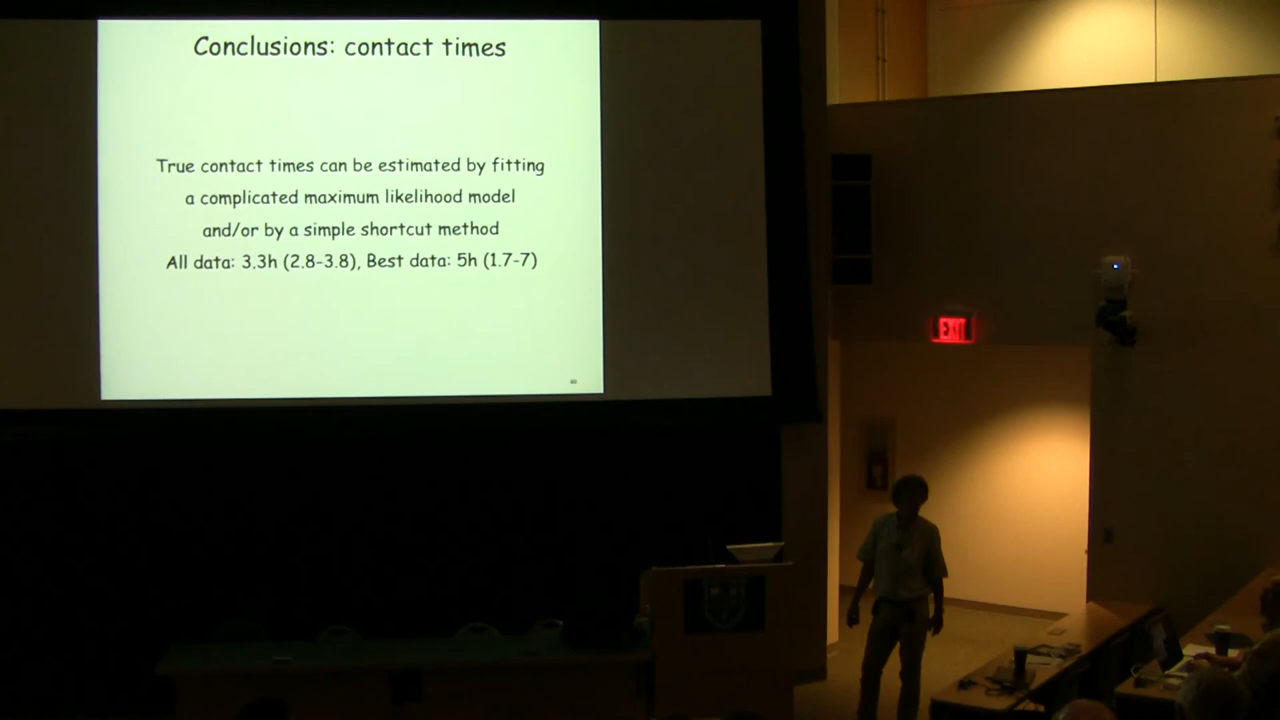 Conclusions: contact times
True contact times can be estimated by fitting
a complicated maximum likelihood model
and/or by a simple shortcut method
All data: 3.3h (2.8-3.8), Best data: 5h (1.7-7)
EXIT